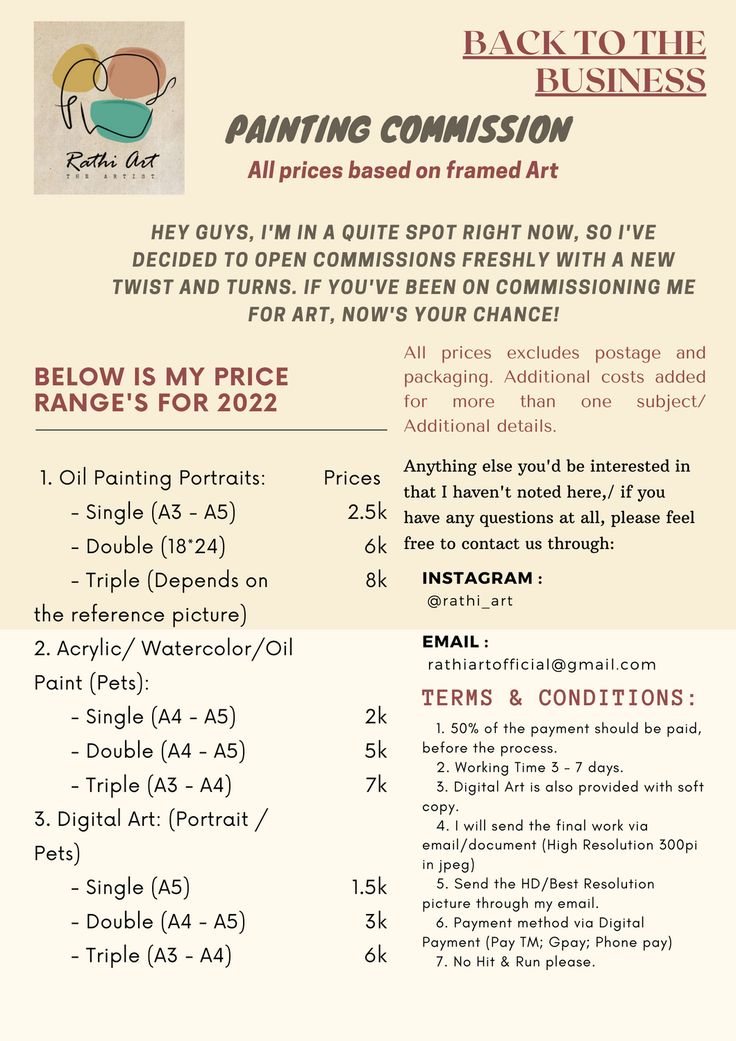 Rathi Art
THE ARTIST
BACK TO THE
BUSINESS
PAINTING COMMISSION
All prices based on framed Art
HEY GUYS, I'M IN A QUITE SPOT RIGHT NOW, SO I'VE
DECIDED TO OPEN COMMISSIONS FRESHLY WITH A NEW
TWIST AND TURNS. IF YOU'VE BEEN ON COMMISSIONING ME
FOR ART, NOW'S YOUR CHANCE!
BELOW IS MY PRICE
RANGE'S FOR 2022
1. Oil Painting Portraits: Prices
- Single (A3 - A5) 2.5k
- Double (18*24) 6k
- Triple (Depends on 8k
the reference picture)
2. Acrylic/ Watercolor/Oil
Paint (Pets):
- Single (A4 - A5) 2k
- Double (A4 - A5) 5k
- Triple (A3 - A4) 7k
3. Digital Art: (Portrait /
Pets)
- Single (A5) 1.5k
- Double (A4 - A5) 3k
- Triple (A3 - A4) 6k
All prices excludes postage and
packaging. Additional costs added
for more than one subject/
Additional details.
Anything else you'd be interested in
that I haven't noted here,/ if you
have any questions at all, please feel
free to contact us through:
INSTAGRAM :
@rathi_art
EMAIL :
rathiartofficial@gmail.com
TERMS & CONDITIONS:
1. 50% of the payment should be paid,
before the process.
2. Working Time 3 - 7 days.
3. Digital Art is also provided with soft
copy.
4. I will send the final work via
email/document (High Resolution 300pi
in jpeg)
5. Send the HD/Best Resolution
picture through my email.
6. Payment method via Digital
Payment (Pay TM; Gpay; Phone pay)
7. No Hit & Run please.